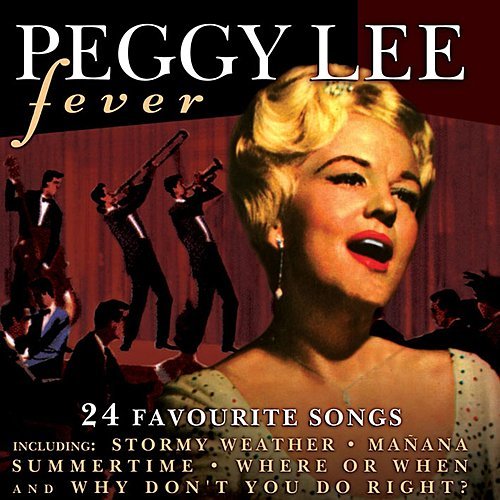 PEGGY LEE
fever
24 FAVOURITE SONGS
INCLUDING: STORMY WEATHER • MAÑANA
SUMMERTIME • WHERE OR WHEN
AND WHY DON'T YOU DO RIGHT?